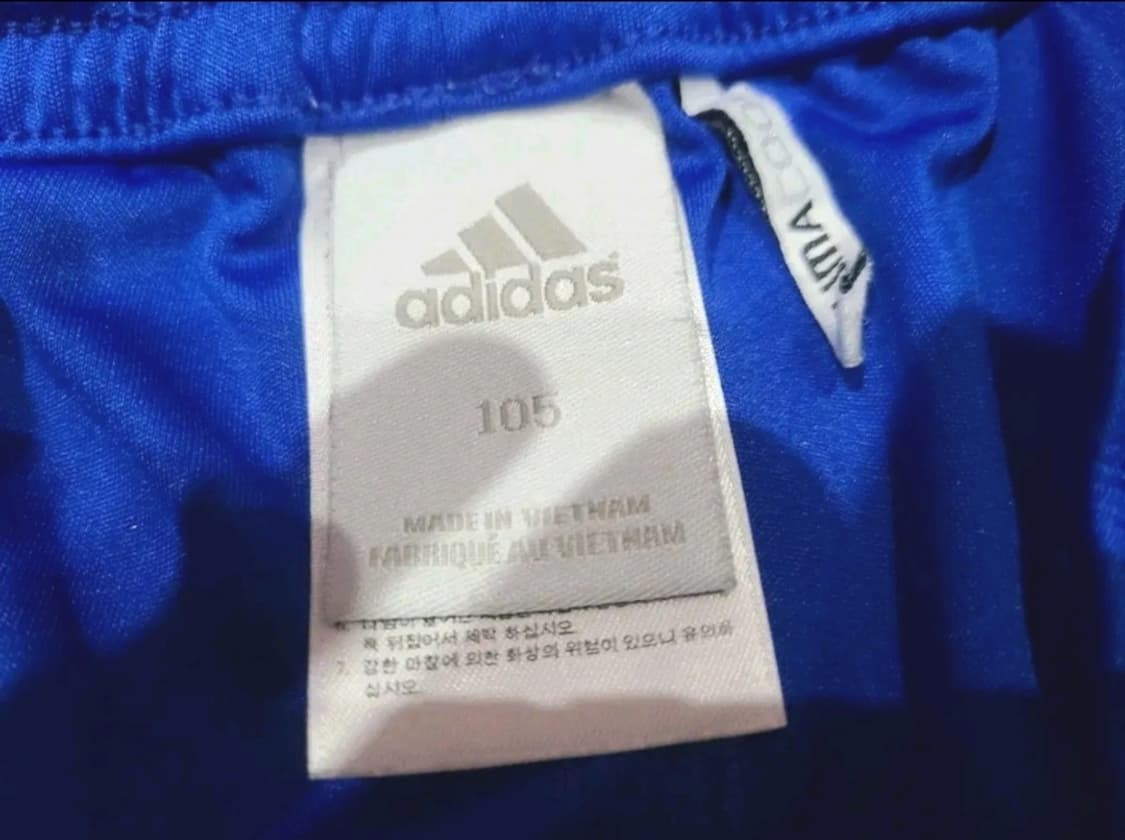 adidas
105
MADE IN VIETNAM
FABRIQUÉ AU VIETNAM
꼭 뒤집어서 세탁 하십시오
7. 강한 마찰에 의한 화상의 위험이 있으니 유의하
십시오.